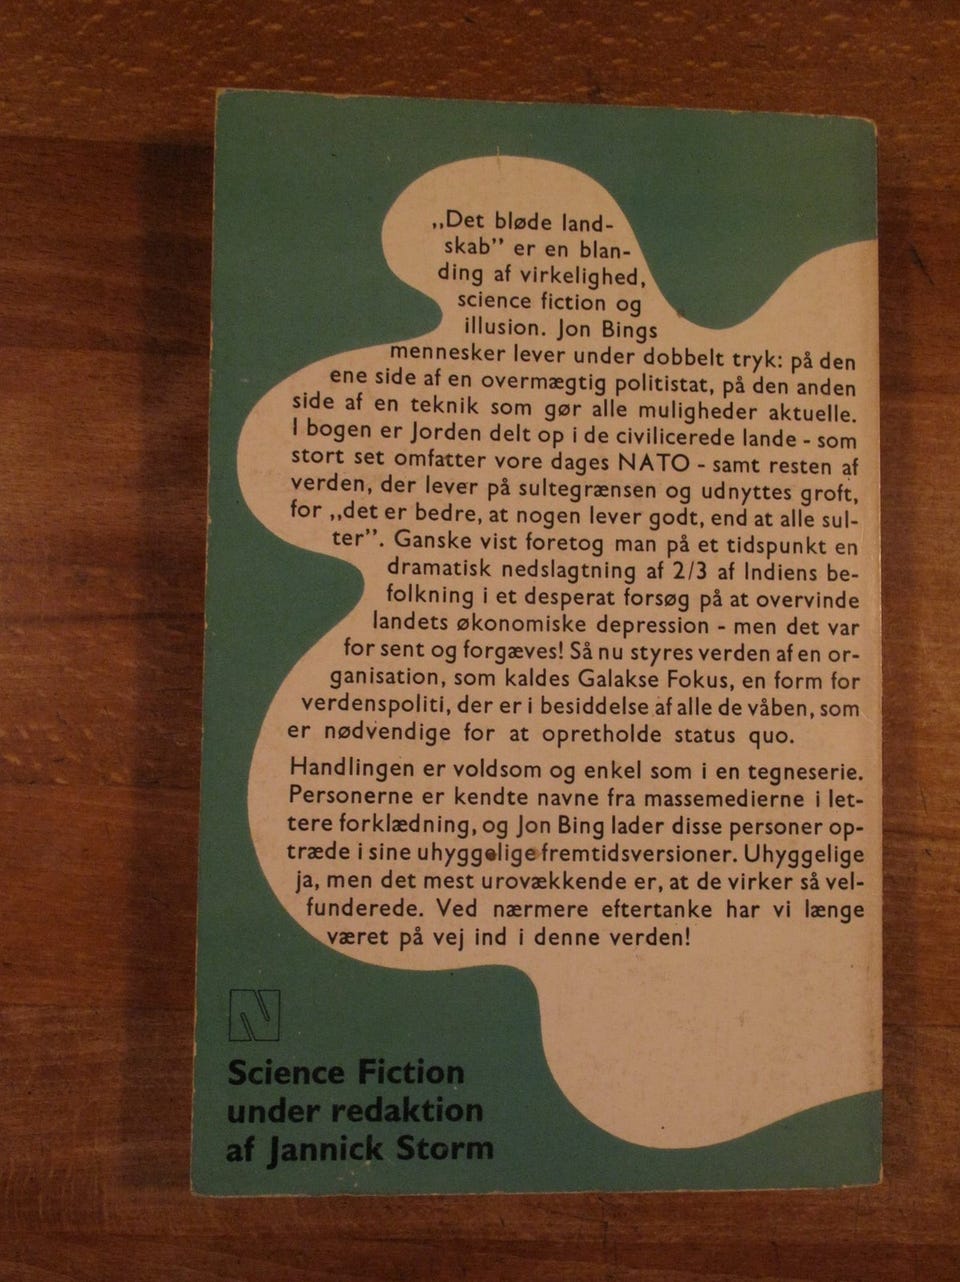 „Det bløde land-
skab” er en blan-
ding af virkelighed,
science fiction og
illusion. Jon Bings
mennesker lever under dobbelt tryk: på den
ene side af en overmægtig politistat, på den anden
side af en teknik som gør alle muligheder aktuelle.
I bogen er Jorden delt op i de civilicerede lande - som
stort set omfatter vore dages NATO - samt resten af
verden, der lever på sultegrænsen og udnyttes groft,
for „det er bedre, at nogen lever godt, end at alle sul-
ter”. Ganske vist foretog man på et tidspunkt en
dramatisk nedslagtning af 2/3 af Indiens be-
folkning i et desperat forsøg på at overvinde
landets økonomiske depression - men det var
for sent og forgæves! Så nu styres verden af en or-
ganisation, som kaldes Galakse Fokus, en form for
verdenspoliti, der er i besiddelse af alle de våben, som
er nødvendige for at opretholde status quo.
Handlingen er voldsom og enkel som i en tegneserie.
Personerne er kendte navne fra massemedierne i let-
tere forklædning, og Jon Bing lader disse personer op-
træde i sine uhyggelige fremtidsversioner. Uhyggelige
ja, men det mest urovækkende er, at de virker så vel-
funderede. Ved nærmere eftertanke har vi længe
været på vej ind i denne verden!
N
Science Fiction
under redaktion
af Jannick Storm